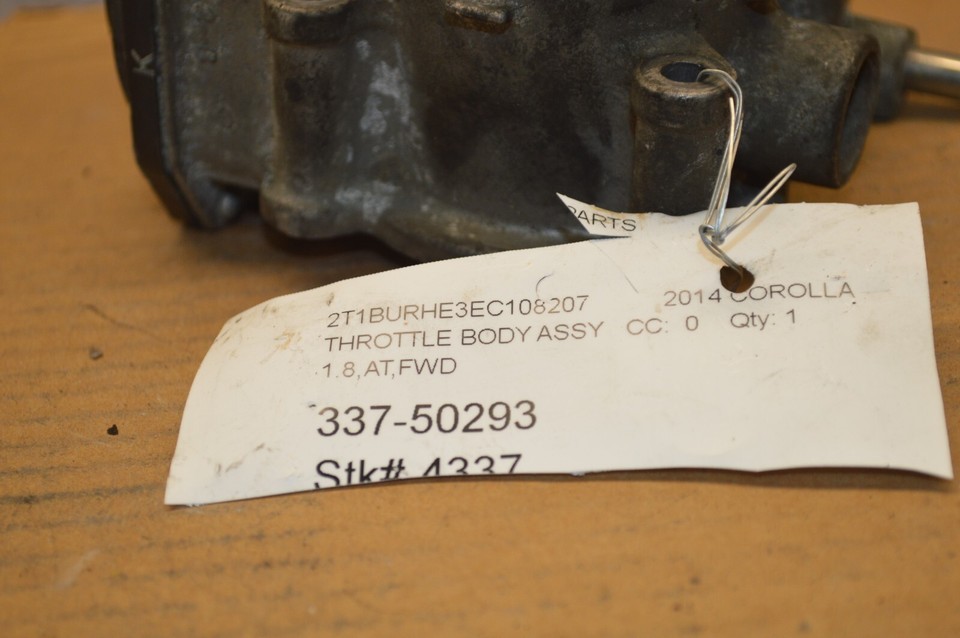 K
PARTS
2T1BURHE3EC108207 2014 COROLLA
THROTTLE BODY ASSY CC: 0 Qty: 1
1.8,AT,FWD
337-50293
Stk# 4337